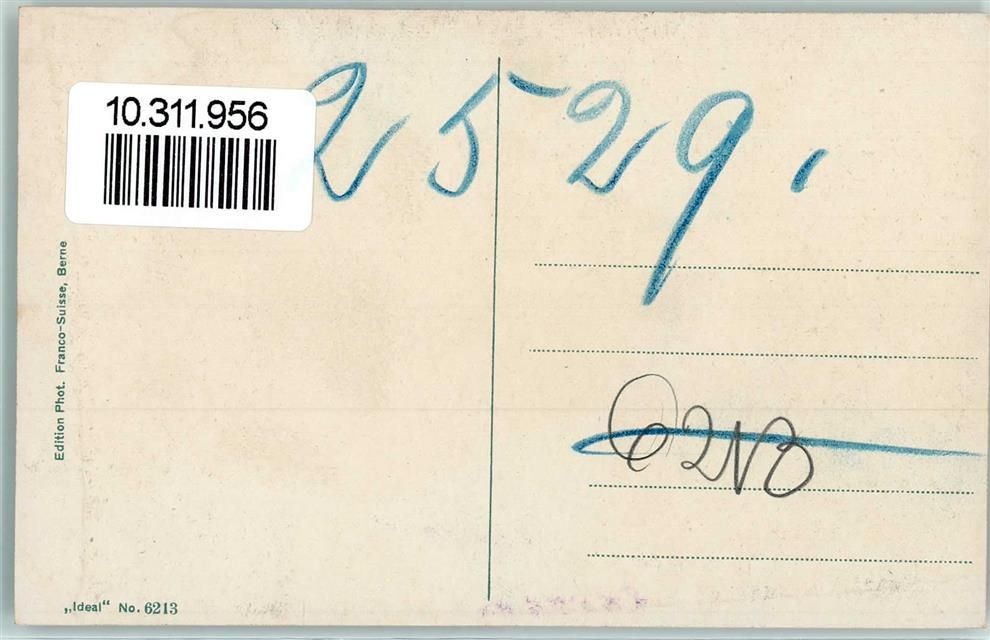 10.311.956
2529.
Edition Phot. Franco-Suisse, Berne
„Ideal“ No. 6213